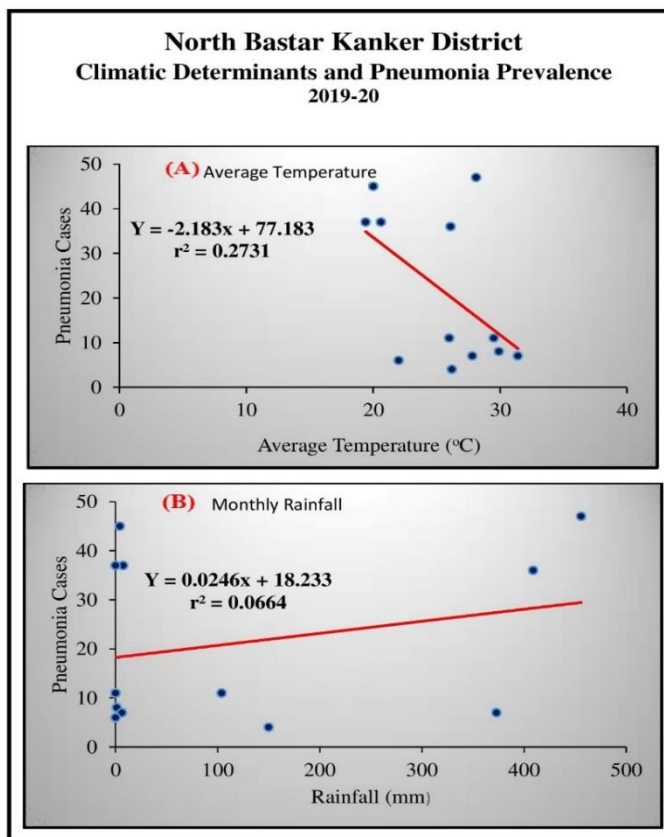 North Bastar Kanker District
Climatic Determinants and Pneumonia Prevalence
2019-20
(A) Average Temperature
Y = -2.183x + 77.183
r² = 0.2731
Pneumonia Cases
50
40
30
20
10
0
0 10 20 30 40
Average Temperature (°C)
(B) Monthly Rainfall
Y = 0.0246x + 18.233
r² = 0.0664
Pneumonia Cases
50
40
30
20
10
0
0 100 200 300 400 500
Rainfall (mm)